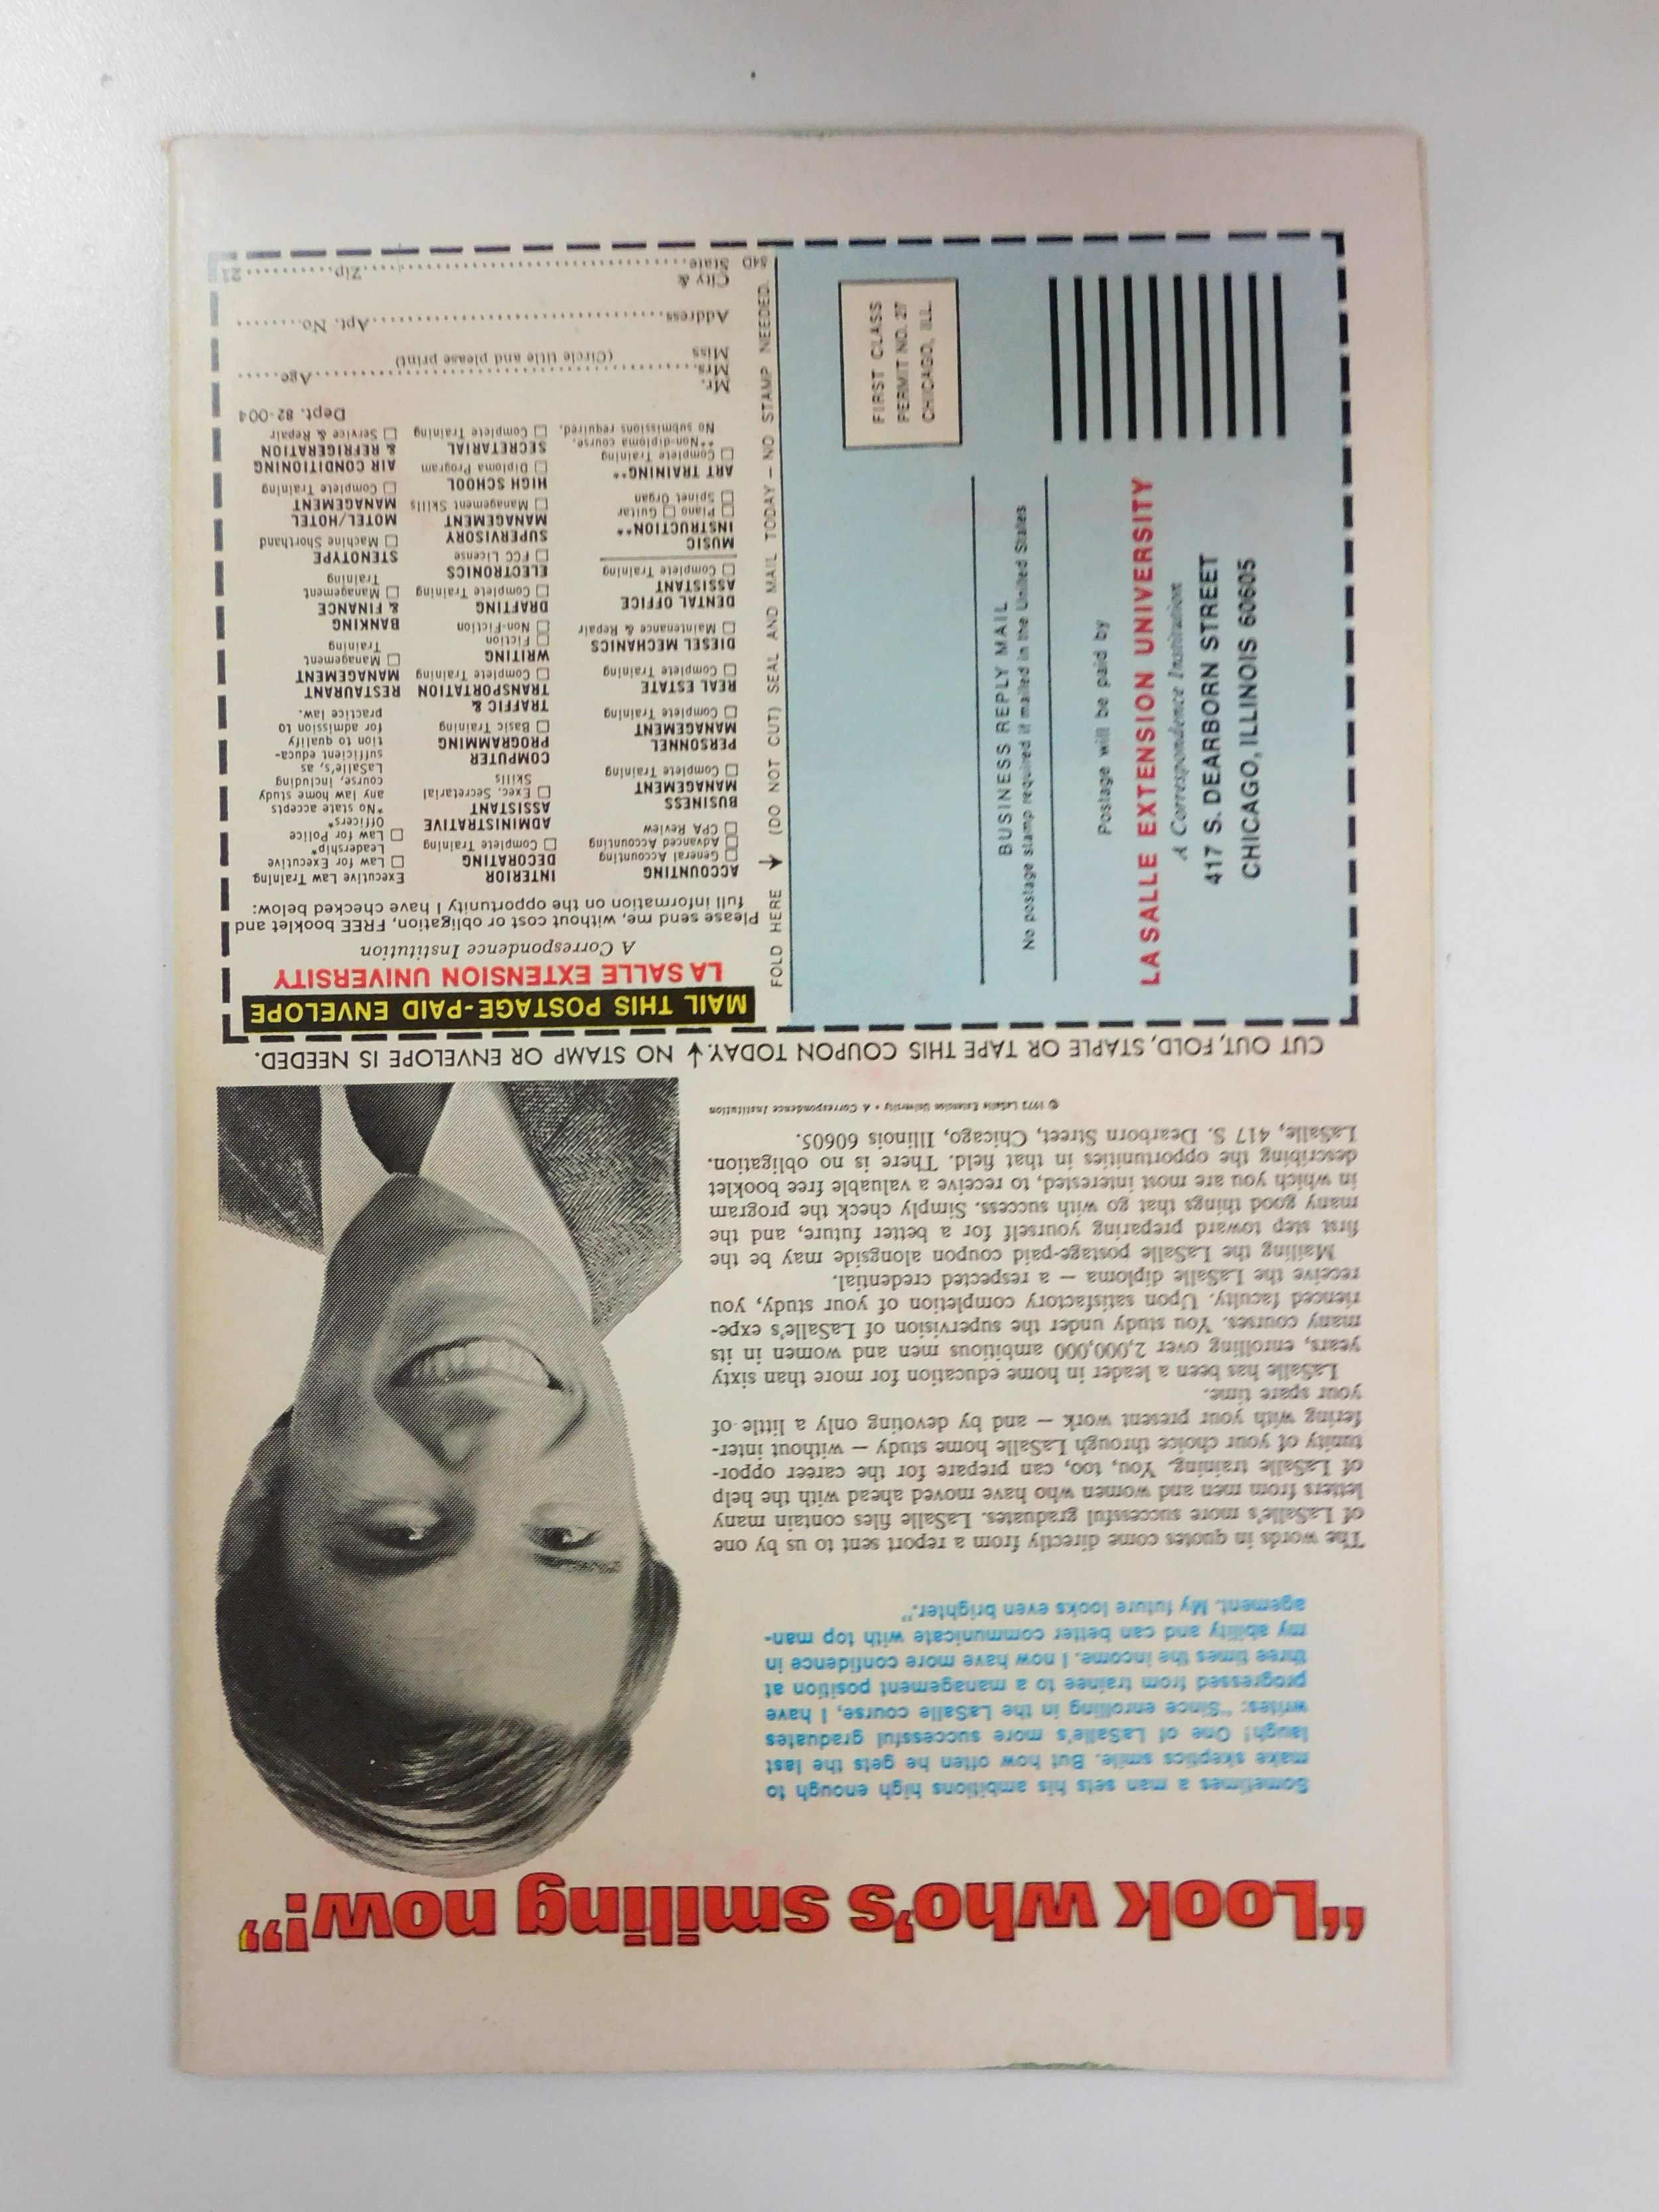 “Look who’s smiling now!”
Sometimes a man sets his ambitions high enough to
make skeptics smile. But how often he gets the last
laugh! One of LaSalle’s more successful graduates
writes: “Since enrolling in the LaSalle course, I have
progressed from trainee to a management position at
three times the income. I now have more confidence in
my ability and can better communicate with top man-
agement. My future looks even brighter.”
The words in quotes come directly from a report sent to us by one
of LaSalle’s more successful graduates. LaSalle files contain many
letters from men and women who have moved ahead with the help
of LaSalle training. You, too, can prepare for the career oppor-
tunity of your choice through LaSalle home study — without inter-
fering with your present work — and by devoting only a little of
your spare time.
LaSalle has been a leader in home education for more than sixty
years, enrolling over 2,000,000 ambitious men and women in its
many courses. You study under the supervision of LaSalle’s expe-
rienced faculty. Upon satisfactory completion of your study, you
receive the LaSalle diploma — a respected credential.
Mailing the LaSalle postage-paid coupon alongside may be the
first step toward preparing yourself for a better future, and the
many good things that go with success. Simply check the program
in which you are most interested, to receive a valuable free booklet
describing the opportunities in that field. There is no obligation.
LaSalle, 417 S. Dearborn Street, Chicago, Illinois 60605.
© 1973 LaSalle Extension University • A Correspondence Institution
CUT OUT, FOLD, STAPLE OR TAPE THIS COUPON TODAY. NO STAMP OR ENVELOPE IS NEEDED.
FIRST CLASS
PERMIT NO. 27
CHICAGO, ILL.
BUSINESS REPLY MAIL
No postage stamp required if mailed in the United States
Postage will be paid by
LA SALLE EXTENSION UNIVERSITY
A Correspondence Institution
417 S. DEARBORN STREET
CHICAGO, ILLINOIS 60605
FOLD HERE (DO NOT CUT) SEAL AND MAIL TODAY — NO STAMP NEEDED.
MAIL THIS POSTAGE-PAID ENVELOPE
LA SALLE EXTENSION UNIVERSITY
A Correspondence Institution
Please send me, without cost or obligation, FREE booklet and
full information on the opportunity I have checked below:
ACCOUNTING
General Accounting
Advanced Accounting
CPA Review
BUSINESS
MANAGEMENT
Complete Training
PERSONNEL
MANAGEMENT
Complete Training
REAL ESTATE
Complete Training
DIESEL MECHANICS
Maintenance & Repair
DENTAL OFFICE
ASSISTANT
Complete Training
MUSIC
INSTRUCTION**
Piano Guitar
Spinet Organ
ART TRAINING**
Complete Training
**Non-diploma course.
No submissions required.
INTERIOR
DECORATING
Complete Training
ADMINISTRATIVE
ASSISTANT
Exec. Secretarial
Skills
COMPUTER
PROGRAMMING
Basic Training
TRAFFIC &
TRANSPORTATION
Complete Training
WRITING
Fiction
Non-Fiction
DRAFTING
Complete Training
ELECTRONICS
FCC License
SUPERVISORY
MANAGEMENT
Management Skills
HIGH SCHOOL
Diploma Program
SECRETARIAL
Complete Training
Executive Law Training
Law for Executive
Leadership*
Law for Police
Officers*
*No state accepts
any law home study
course, including
LaSalle’s, as
sufficient educa-
tion to qualify
for admission to
practice law.
RESTAURANT
MANAGEMENT
Management
Training
BANKING
& FINANCE
Management
Training
STENOTYPE
Machine Shorthand
MOTEL/HOTEL
MANAGEMENT
Complete Training
AIR CONDITIONING
& REFRIGERATION
Service & Repair
Dept. 82-004
Mr.
Mrs. Age
Miss (Circle title and please print)
Address Apt. No.
City &
State Zip 21
54D